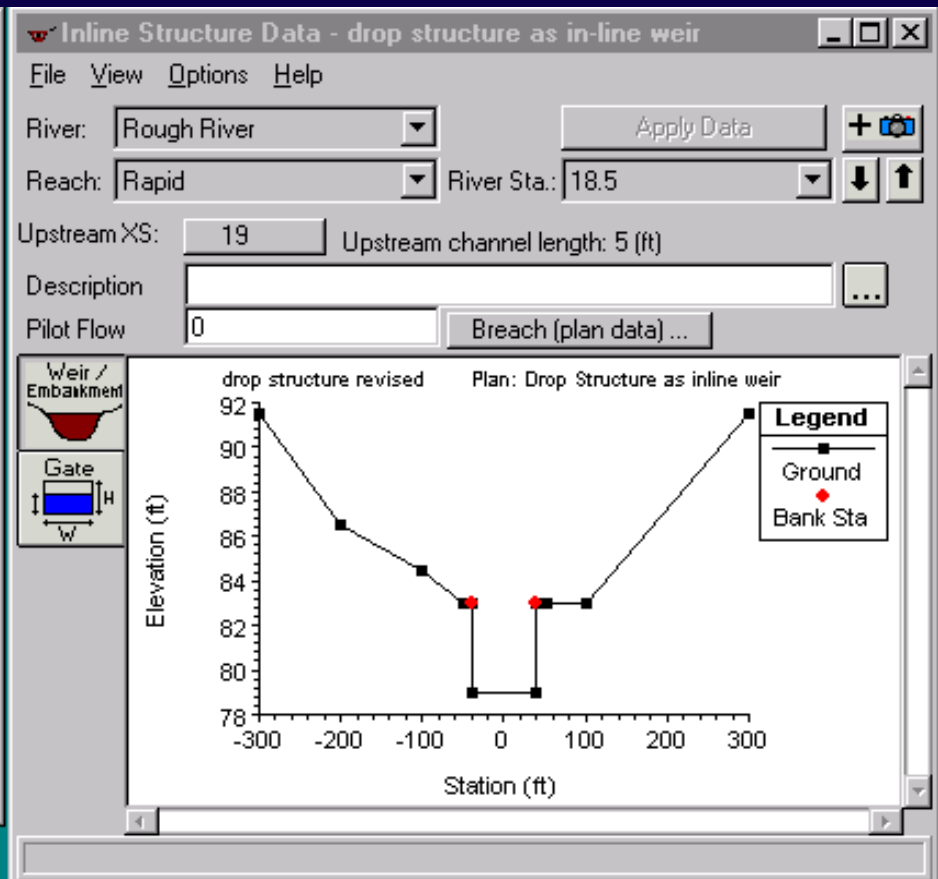 Inline Structure Data - drop structure as in-line weir
File View Options Help
River: Rough River Apply Data
Reach: Rapid River Sta.: 18.5
Upstream XS: 19 Upstream channel length: 5 (ft)
Description ...
Pilot Flow 0 Breach (plan data) ...
Weir /
Embankment
Gate
H
W
drop structure revised Plan: Drop Structure as inline weir
92
90
88
86
84
82
80
78
Elevation (ft)
-300 -200 -100 0 100 200 300
Station (ft)
Legend
Ground
Bank Sta